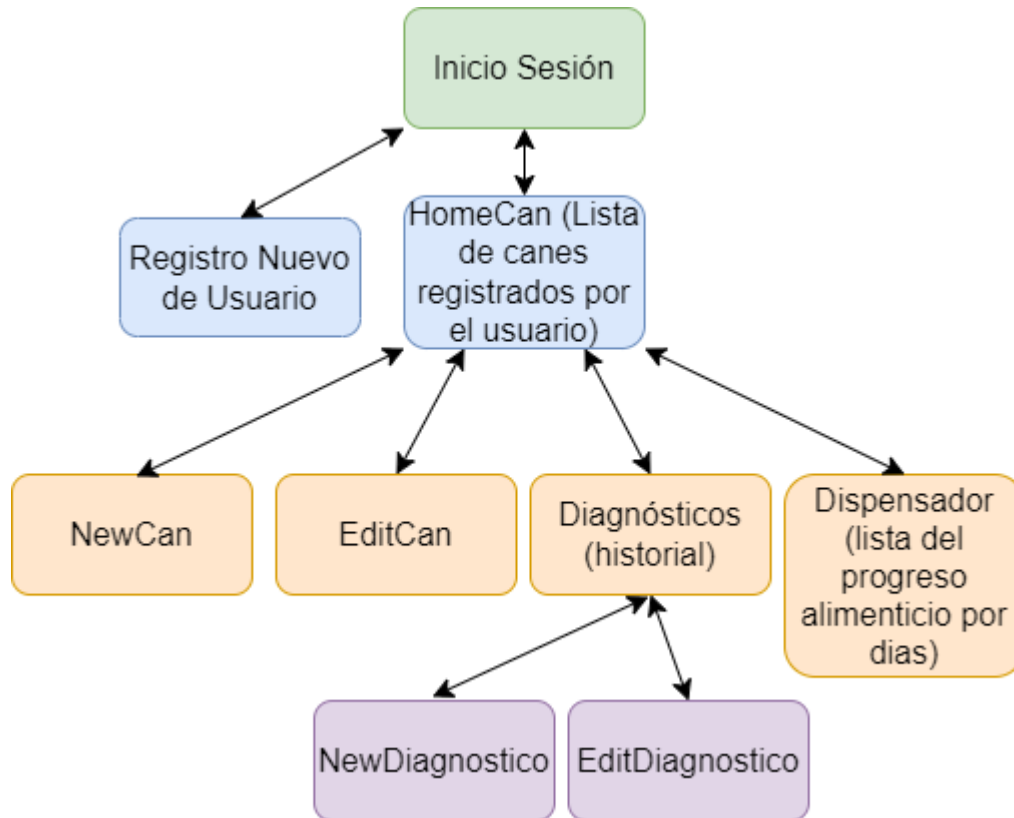 Inicio Sesión
Registro Nuevo
de Usuario
HomeCan (Lista
de canes
registrados por
el usuario)
NewCan
EditCan
Diagnósticos
(historial)
Dispensador
(lista del
progreso
alimenticio por
dias)
NewDiagnostico
EditDiagnostico